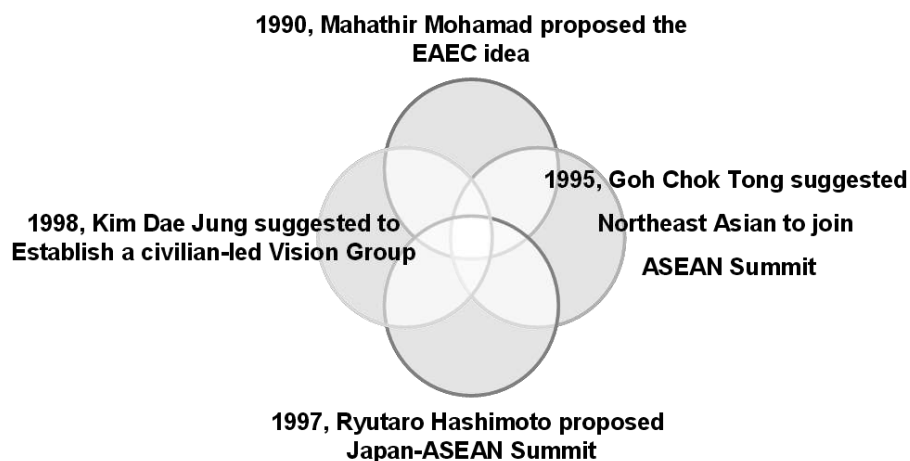 1990, Mahathir Mohamad proposed the
EAEC idea
1995, Goh Chok Tong suggested
Northeast Asian to join
ASEAN Summit
1998, Kim Dae Jung suggested to
Establish a civilian-led Vision Group
1997, Ryutaro Hashimoto proposed
Japan-ASEAN Summit